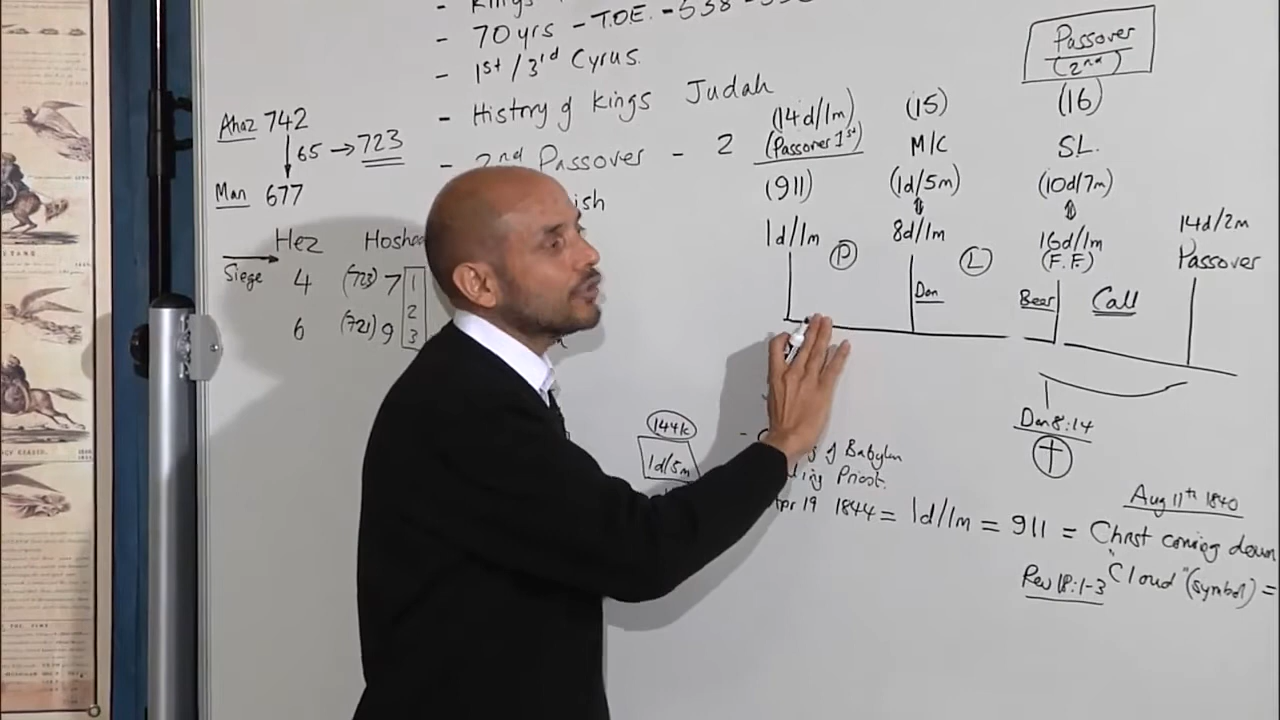 - Kings
- 70 yrs - T.O.E. - 538 -
- 1st / 3rd Cyrus.
- History of Kings Judah
- 2nd Passover - 2
ish
Ahaz 742
65 → 723
Man 677
Hez Hoshea
Siege 4 (723) 7 1
2
6 (721) 9 3
Passover
(2nd)
(14d/1m) (15) (16)
(Passover 1st) M/C S.L.
(911) (1d/5m) (10d/7m)
1d/1m 8d/1m 16d/1m
(F.F.)
14d/2m
Passover
P L
Dan Bear Call
Dan 8:14
144k
1d/5m
of Babylon
Priest.
Apr 19 1844 = 1d/1m = 911 = Christ coming down
Aug 11th 1840
Rev 18:1-3 "Cloud" (symbol) =